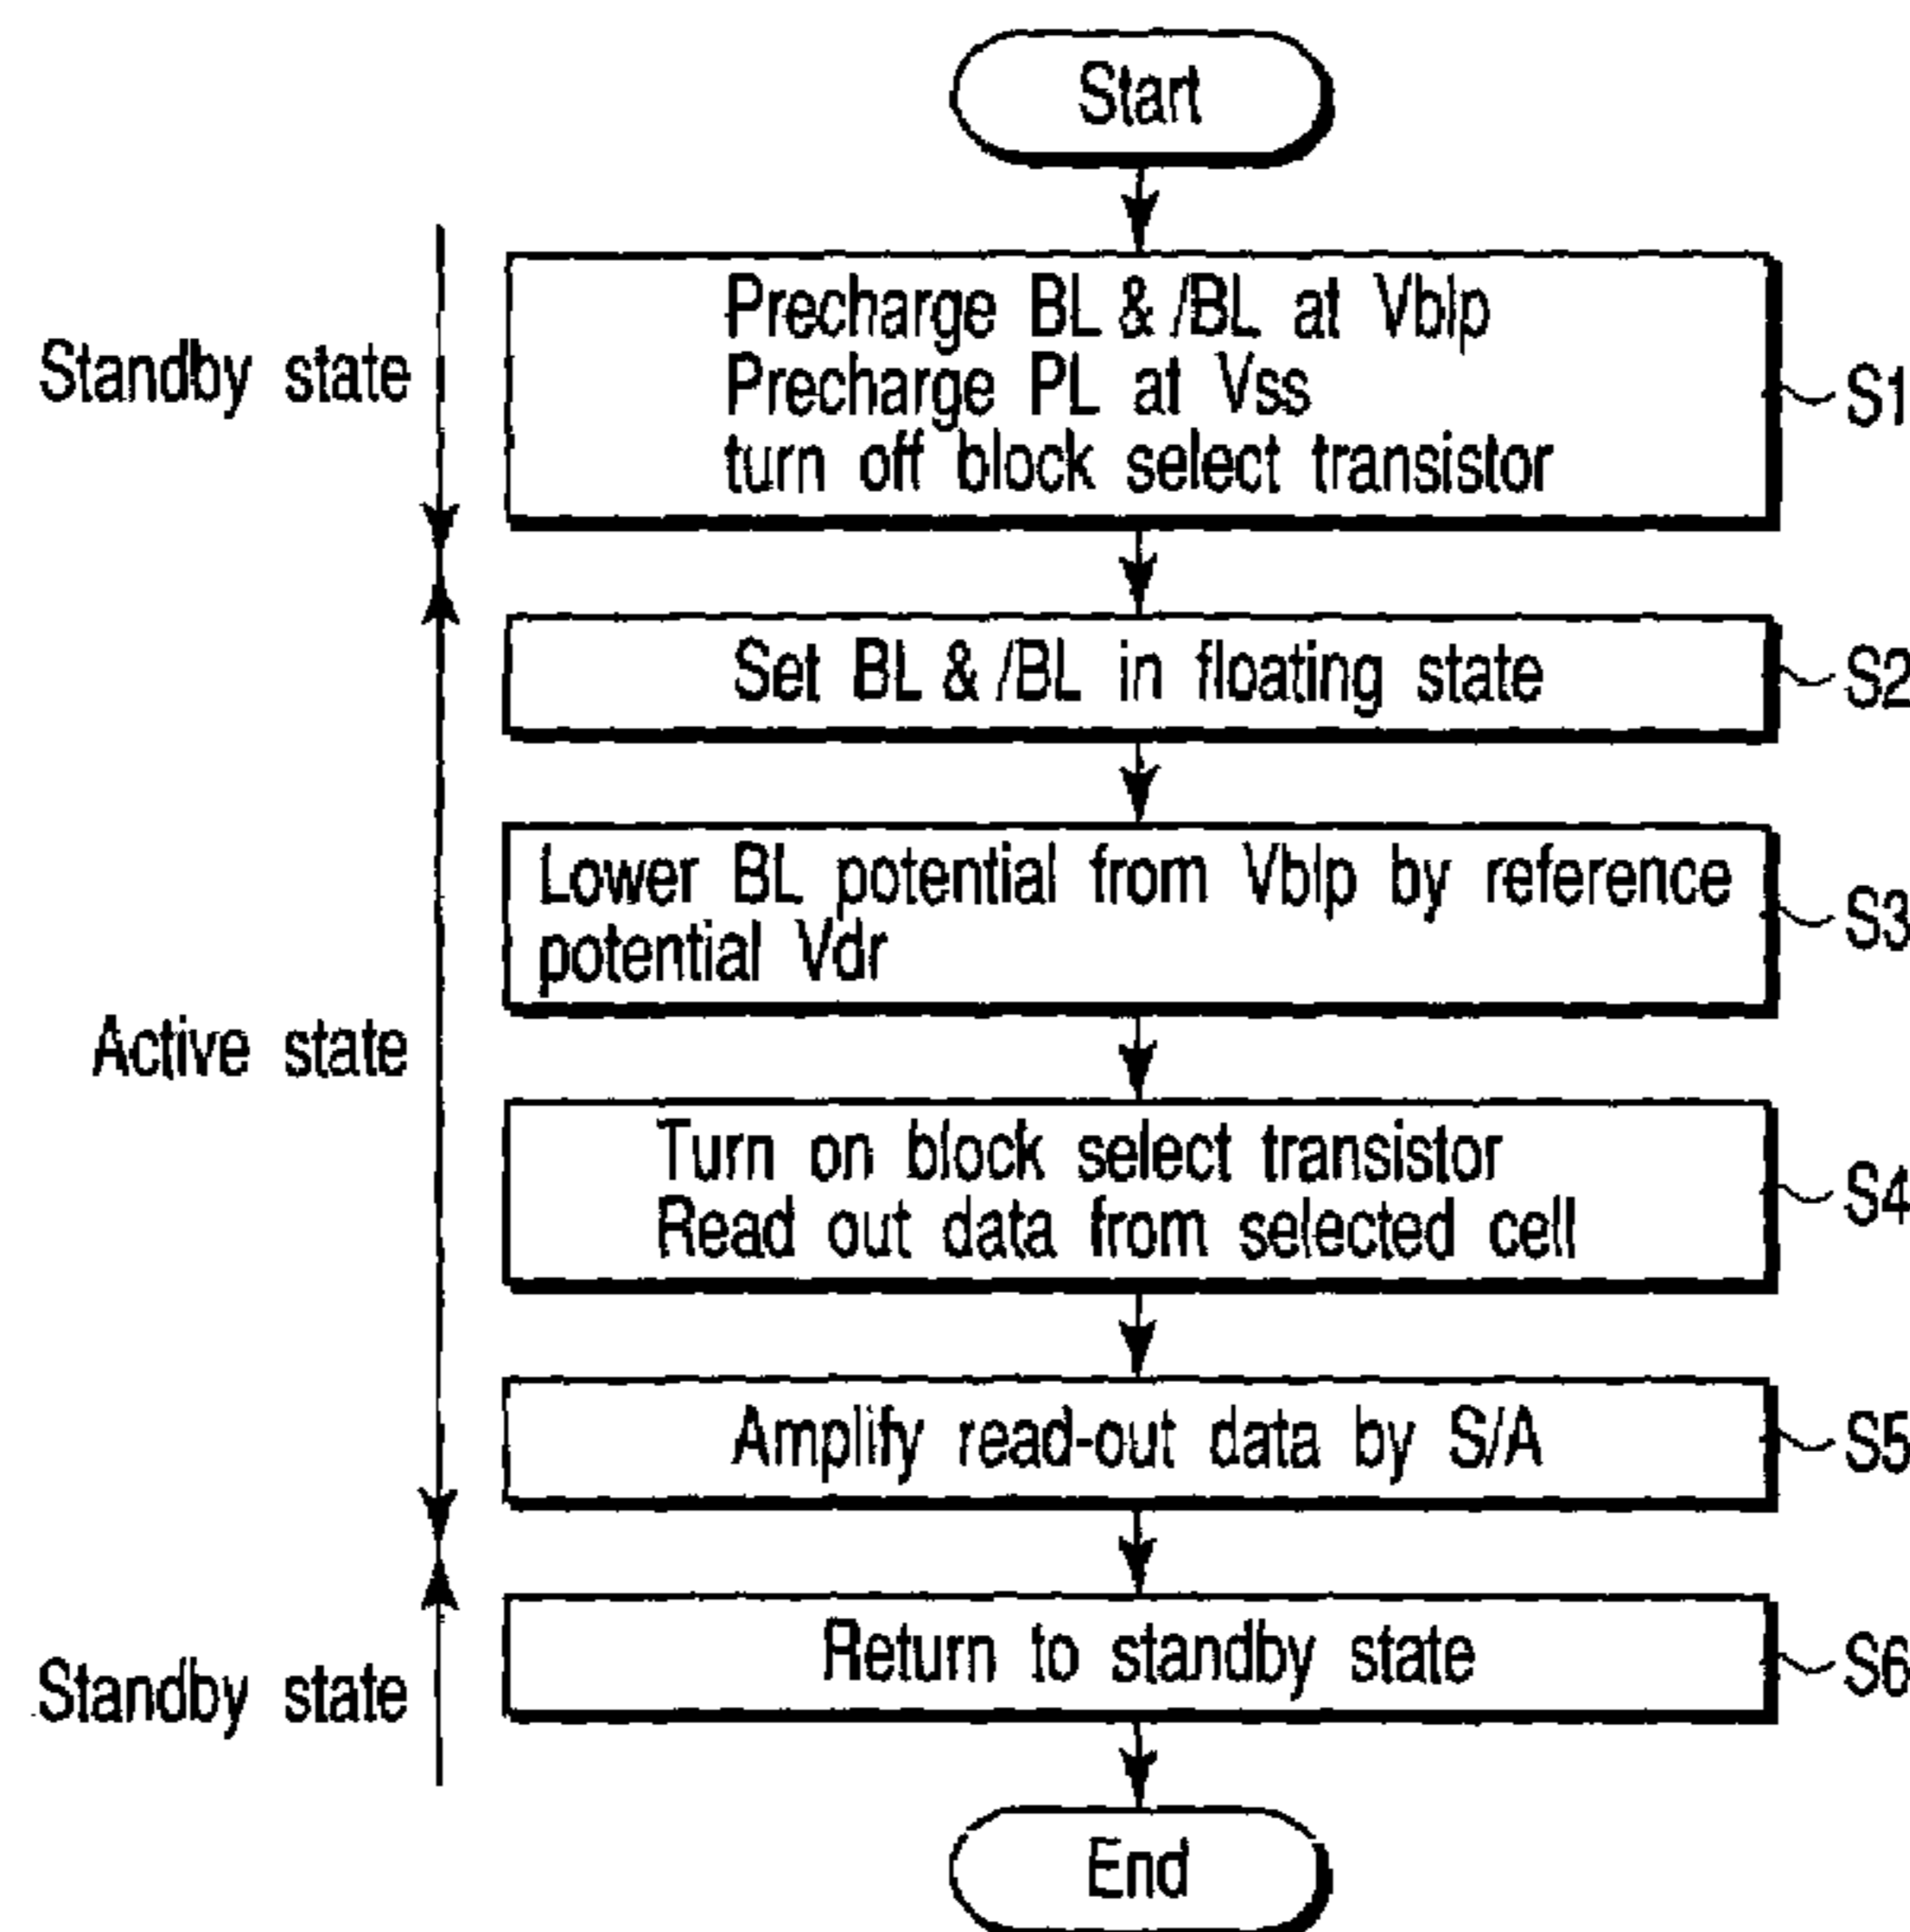 Start
Standby state
Precharge BL & /BL at Vblp
Precharge PL at Vss
turn off block select transistor
S1
Set BL & /BL in floating state
S2
Lower BL potential from Vblp by reference
potential Vdr
S3
Active state
Turn on block select transistor
Read out data from selected cell
S4
Amplify read-out data by S/A
S5
Standby state
Return to standby state
S6
End